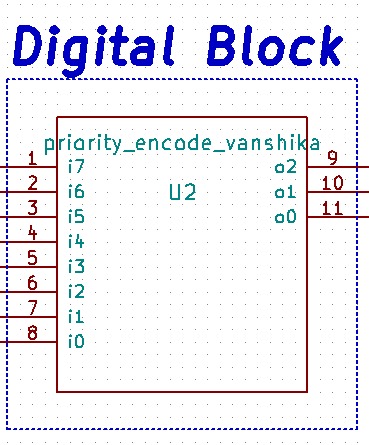 Digital Block
priority_encode_vanshika
1 i7 o2 9
2 i6 U2 o1 10
3 i5 o0 11
4 i4
5 i3
6 i2
7 i1
8 i0